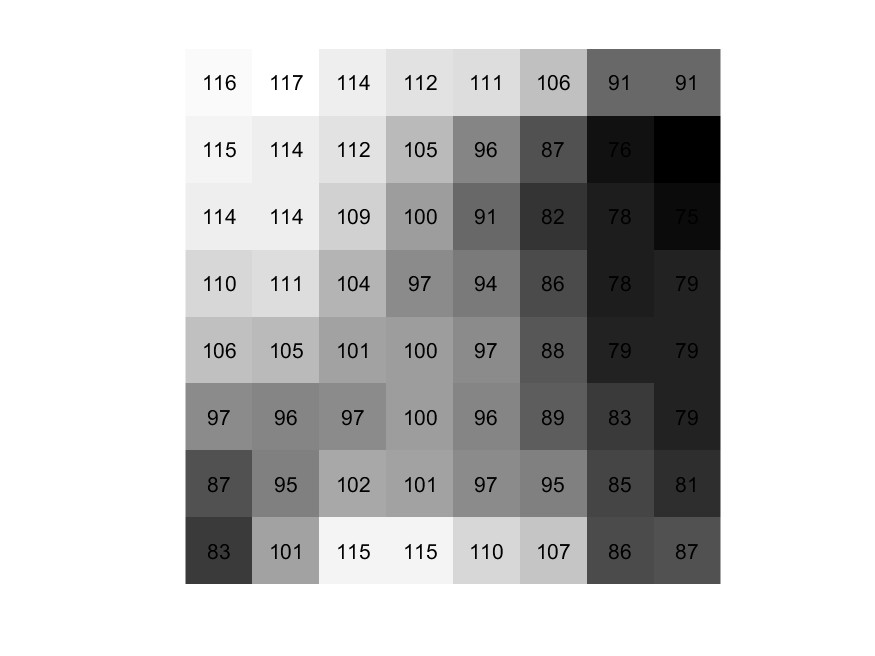 116 117 114 112 111 106 91 91
115 114 112 105 96 87 76
114 114 109 100 91 82 78 75
110 111 104 97 94 86 78 79
106 105 101 100 97 88 79 79
97 96 97 100 96 89 83 79
87 95 102 101 97 95 85 81
83 101 115 115 110 107 86 87